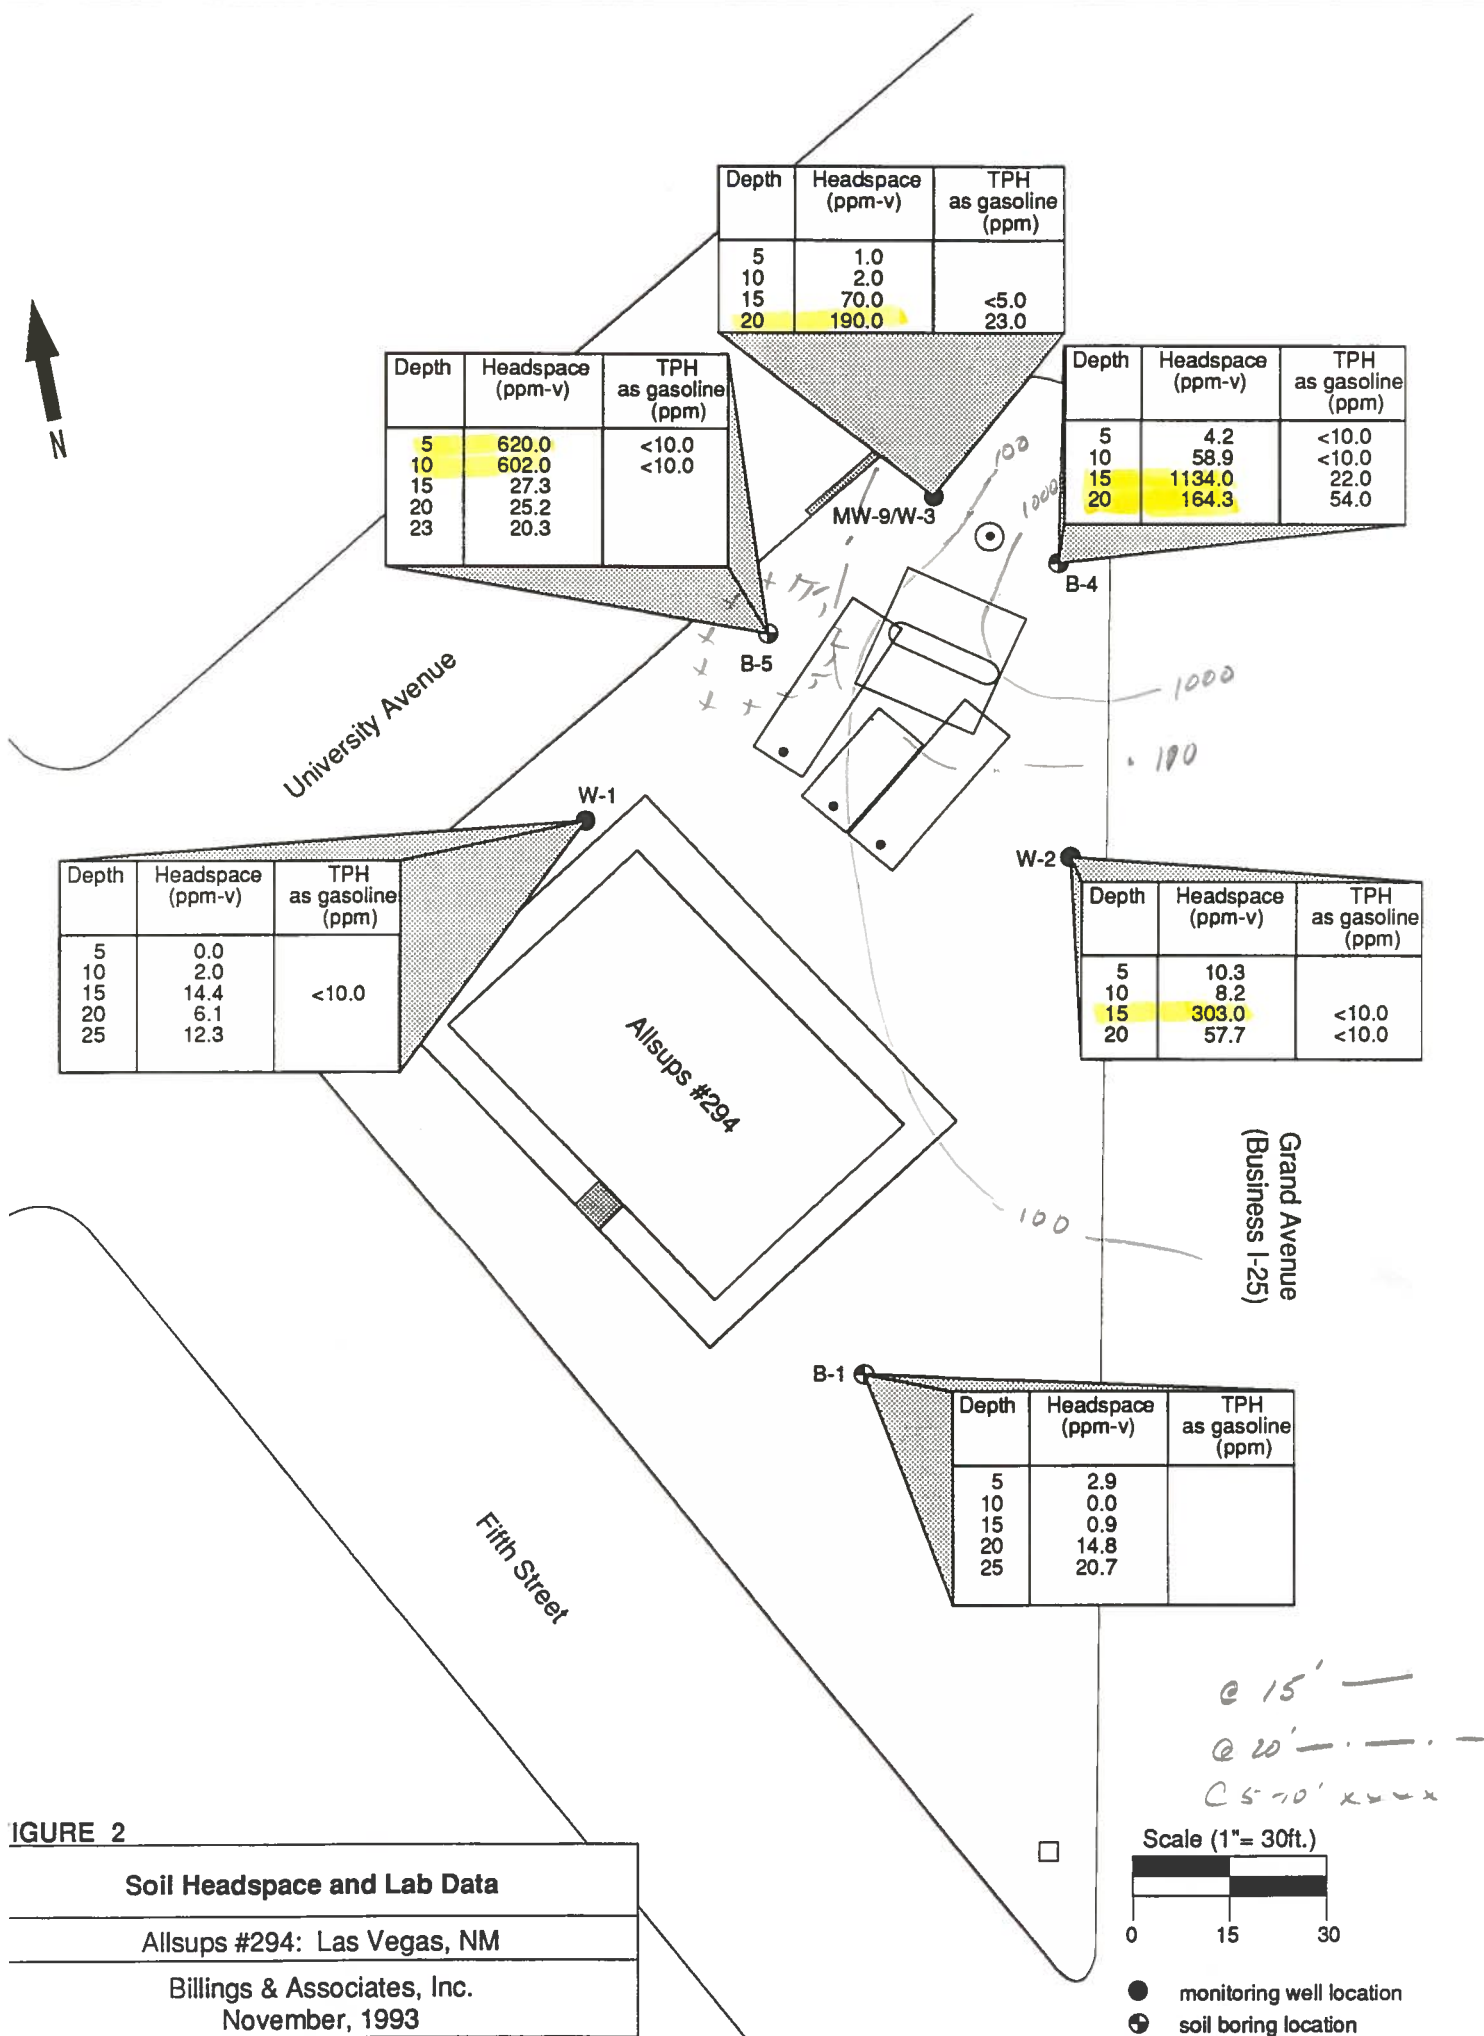 Depth Headspace (ppm-v) TPH as gasoline (ppm)
5 1.0
10 2.0
15 70.0 <5.0
20 190.0 23.0
MW-9/W-3
Depth Headspace (ppm-v) TPH as gasoline (ppm)
5 620.0 <10.0
10 602.0 <10.0
15 27.3
20 25.2
23 20.3
B-5
Depth Headspace (ppm-v) TPH as gasoline (ppm)
5 4.2 <10.0
10 58.9 <10.0
15 1134.0 22.0
20 164.3 54.0
B-4
N
100
1000
1000
100
University Avenue
W-1
Depth Headspace (ppm-v) TPH as gasoline (ppm)
5 0.0
10 2.0
15 14.4 <10.0
20 6.1
25 12.3
W-2
Depth Headspace (ppm-v) TPH as gasoline (ppm)
5 10.3
10 8.2
15 303.0 <10.0
20 57.7 <10.0
Allsups #294
Grand Avenue
(Business I-25)
100
B-1
Depth Headspace (ppm-v) TPH as gasoline (ppm)
5 2.9
10 0.0
15 0.9
20 14.8
25 20.7
Fifth Street
@ 15'
@ 20'
5-10' xxxx
Scale (1"= 30ft.)
0 15 30
monitoring well location
soil boring location
IGURE 2
Soil Headspace and Lab Data
Allsups #294: Las Vegas, NM
Billings & Associates, Inc.
November, 1993